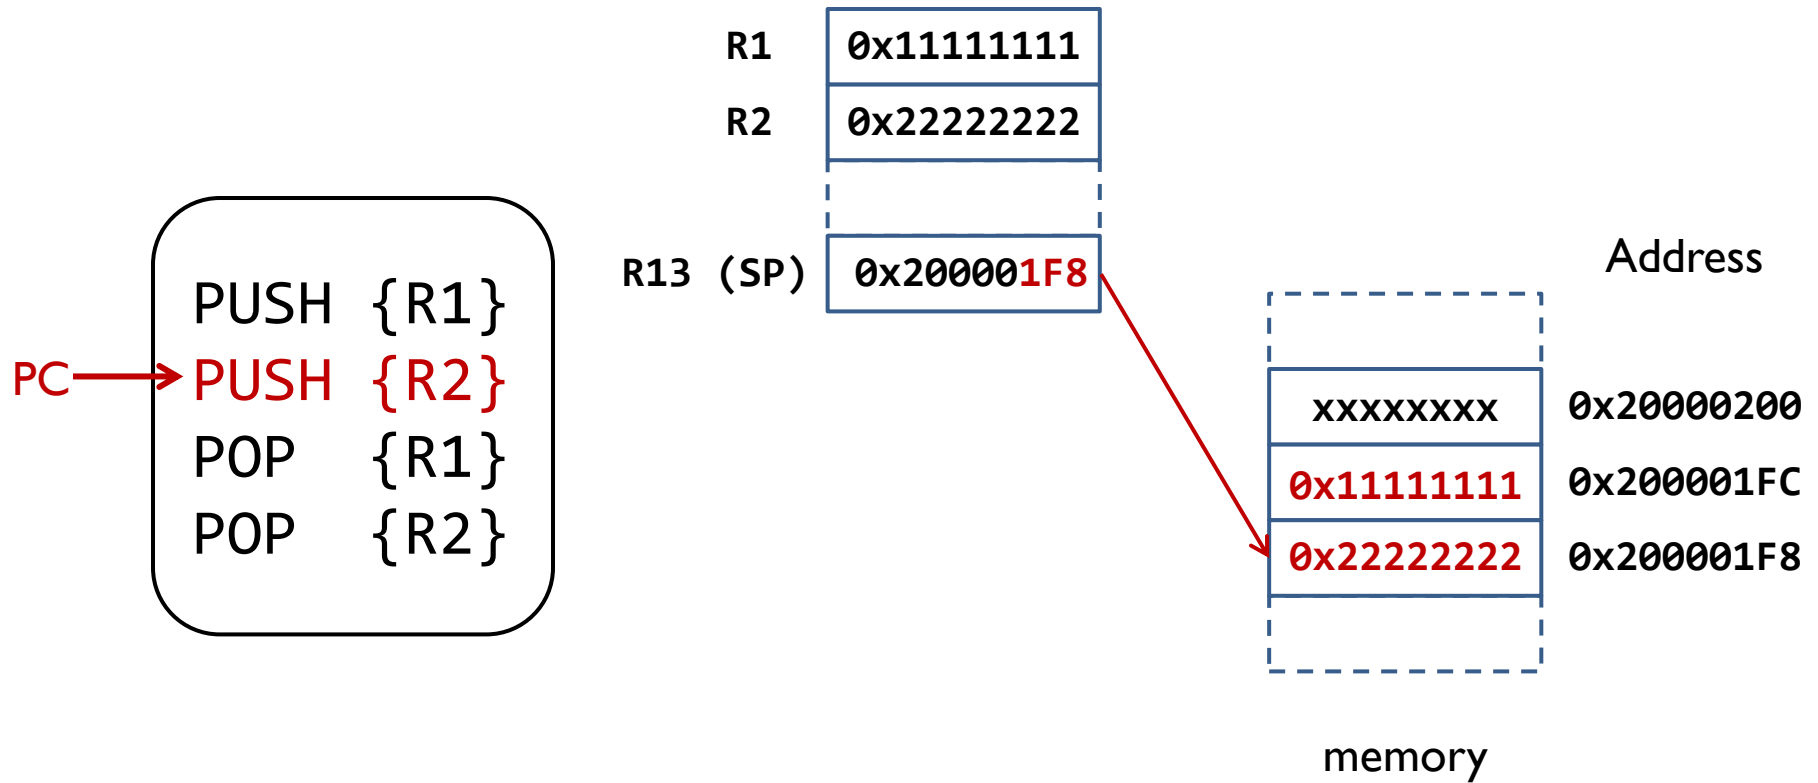 R1 0x11111111
R2 0x22222222
R13 (SP) 0x200001F8
PUSH {R1}
PC PUSH {R2}
POP {R1}
POP {R2}
Address
xxxxxxxx 0x20000200
0x11111111 0x200001FC
0x22222222 0x200001F8
memory